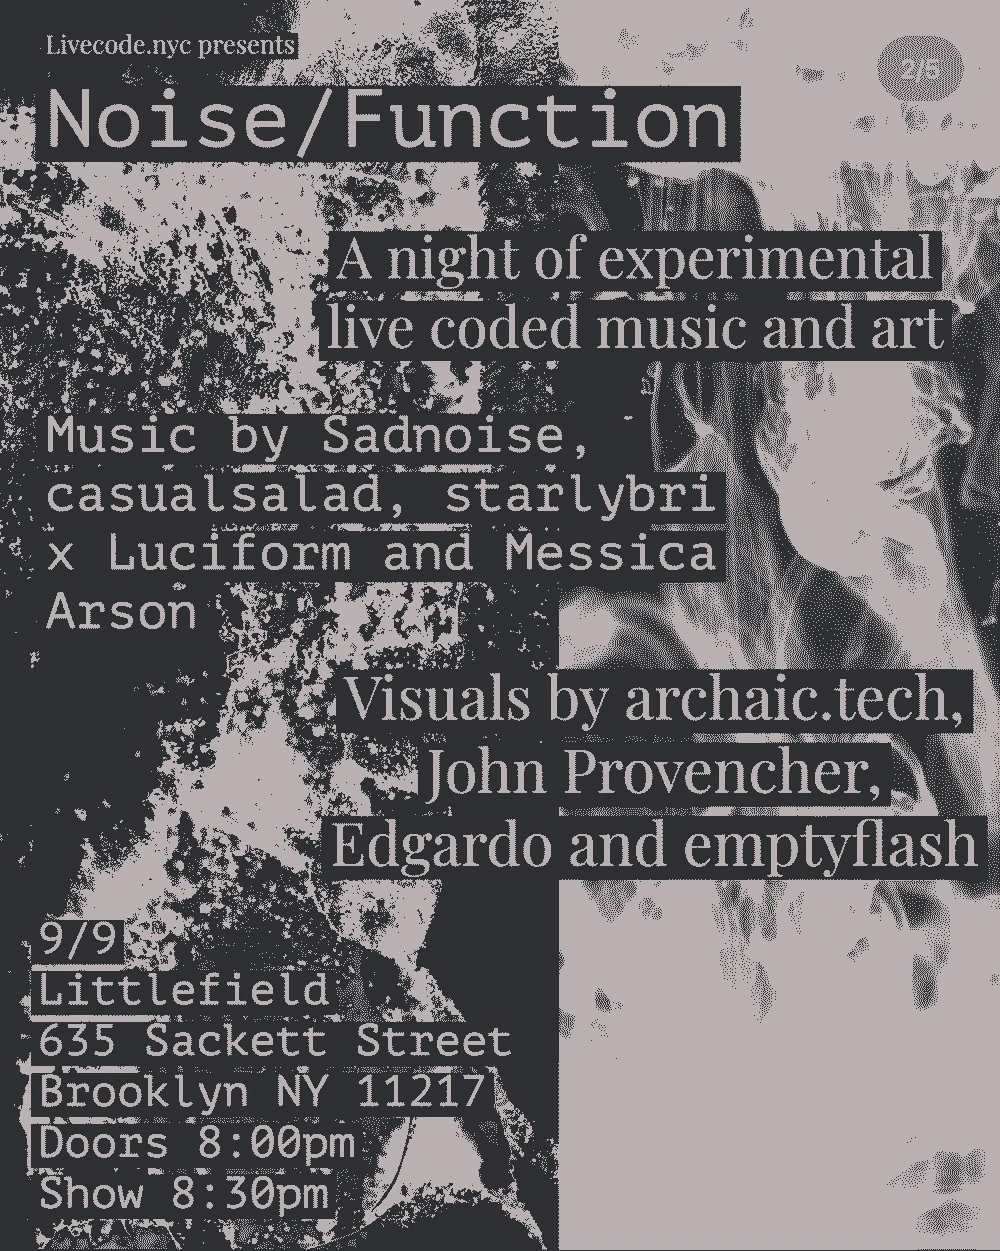 Livecode.nyc presents
2/5
Noise/Function
A night of experimental
live coded music and art
Music by Sadnoise,
casualsalad, starlybri
x Luciform and Messica
Arson
Visuals by archaic.tech,
John Provencher,
Edgardo and emptyflash
9/9
Littlefield
635 Sackett Street
Brooklyn NY 11217
Doors 8:00pm
Show 8:30pm